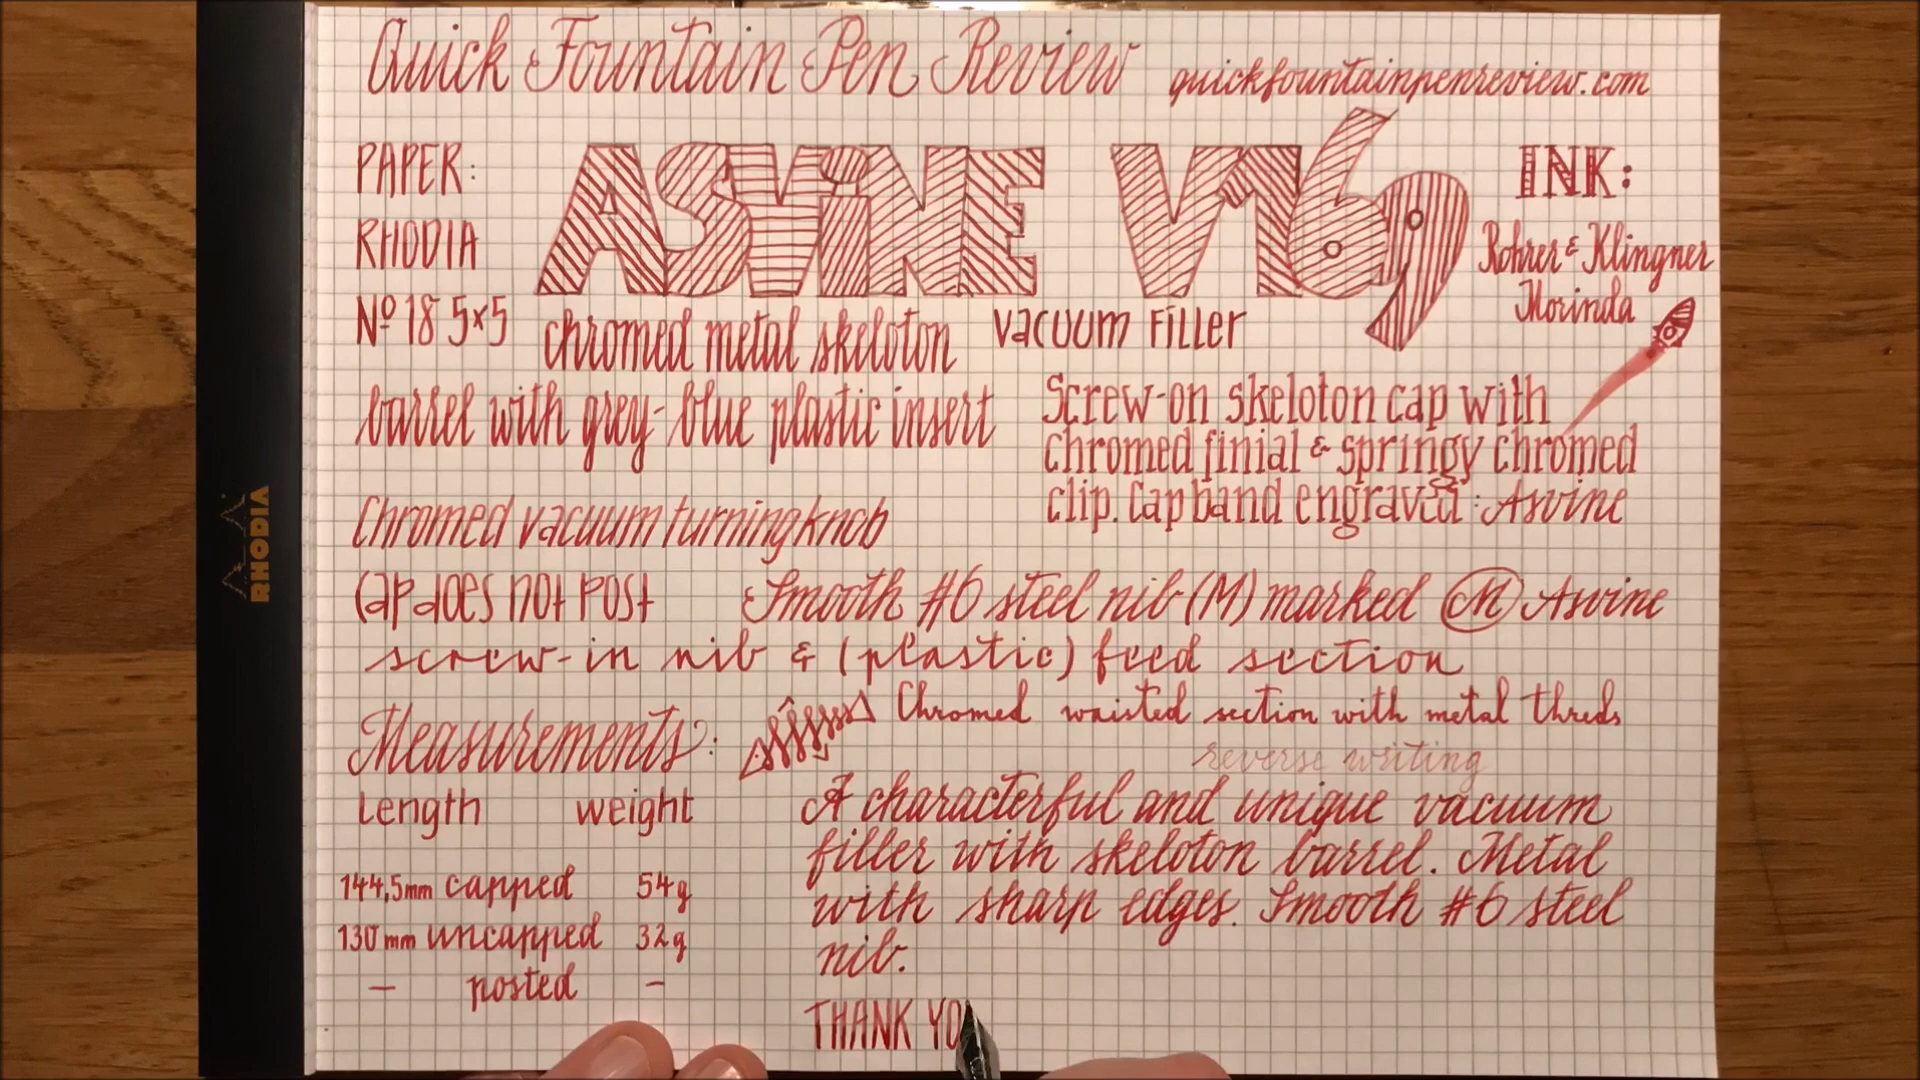 Quick Fountain Pen Review quickfountainpenreview.com
PAPER:
RHODIA
Nº 18 5x5
ASViNE V169
INK:
Rohrer & Klingner
Morinda
chromed metal skeloton
barrel with grey-blue plastic insert
vacuum filler
Screw-on skeloton cap with
chromed finial & springy chromed
clip. Cap band engraved: Asvine
Chromed vacuum turning knob
Cap does not post
Smooth #6 steel nib (M) marked M Asvine
screw-in nib & (plastic) feed section
Chromed waisted section with metal threds
reverse writing
Measurements:
Length weight
144,5mm capped 54g
130mm uncapped 32g
— posted —
A characterful and unique vacuum
filler with skeloton barrel. Metal
with sharp edges. Smooth #6 steel
nib.
THANK YO
RHODIA